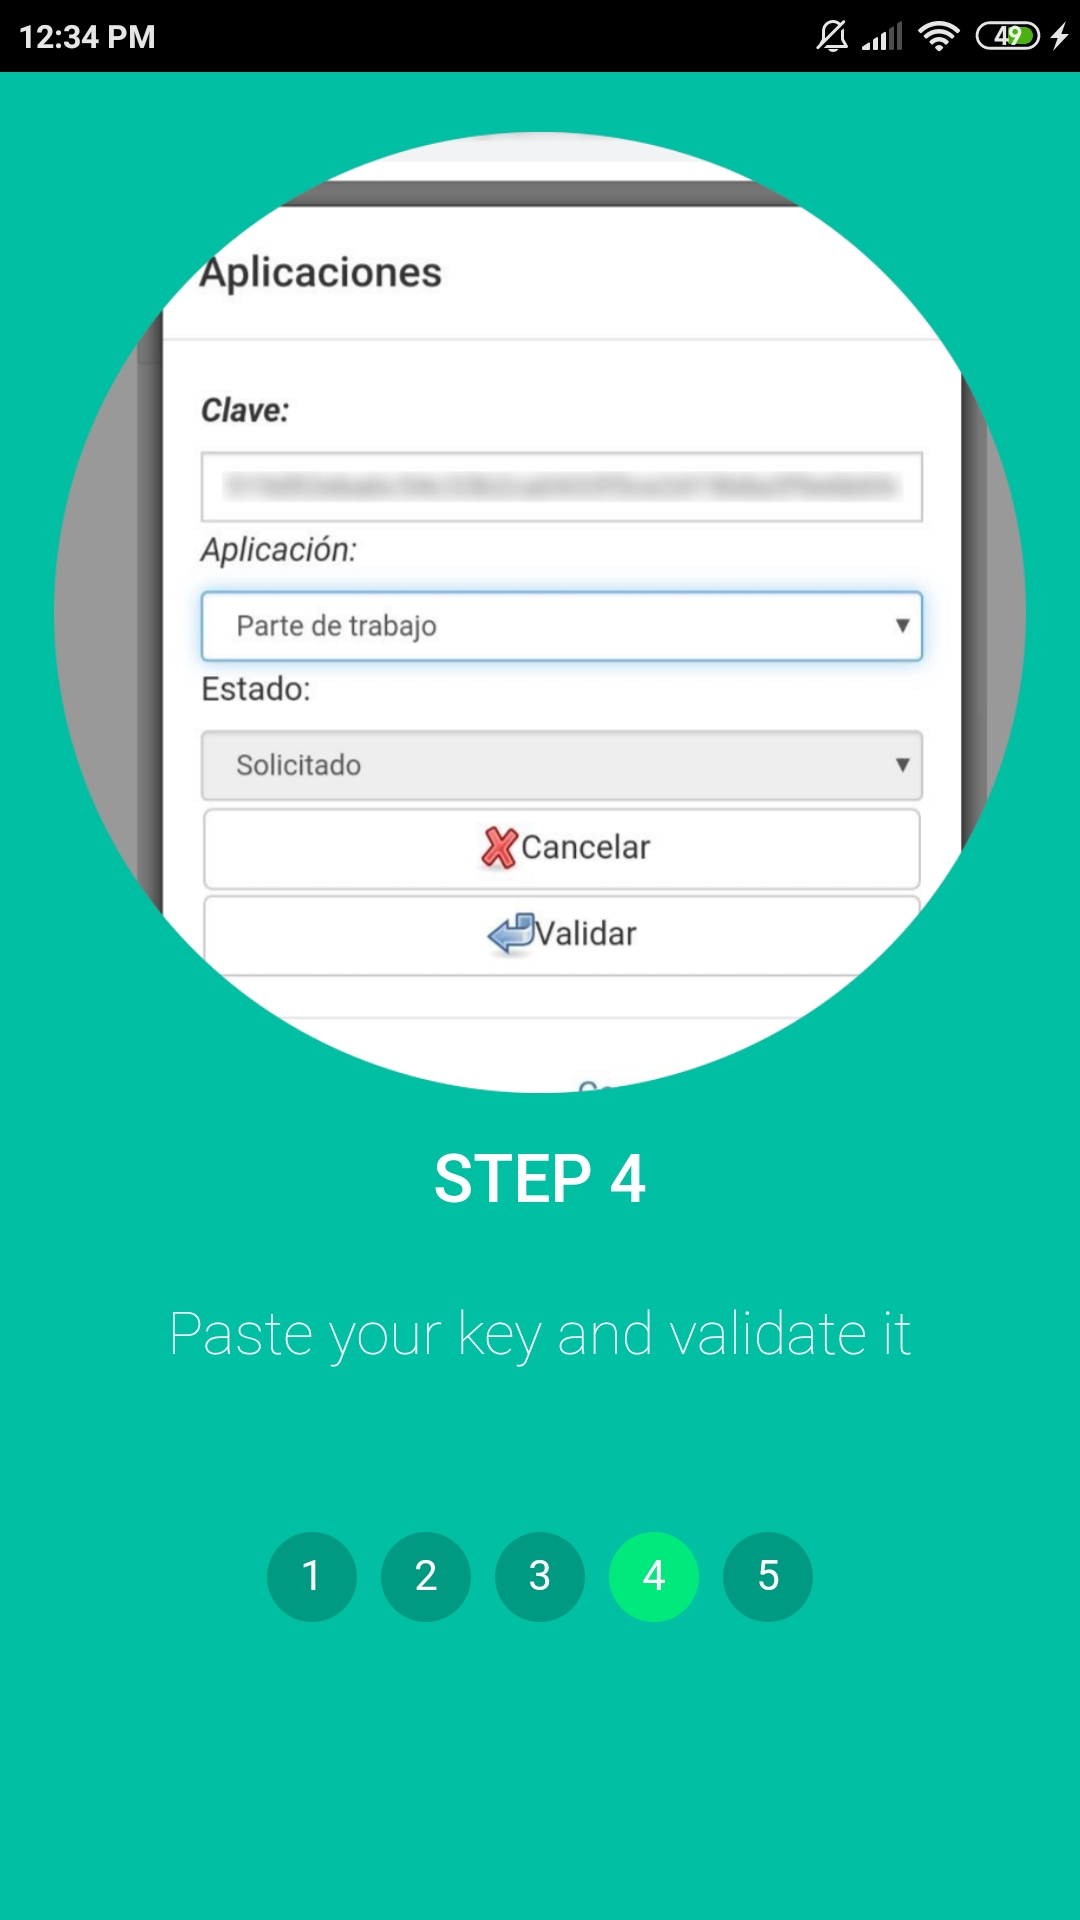 12:34 PM
49
Aplicaciones
Clave:
Aplicación:
Parte de trabajo
Estado:
Solicitado
Cancelar
Validar
STEP 4
Paste your key and validate it
1 2 3 4 5